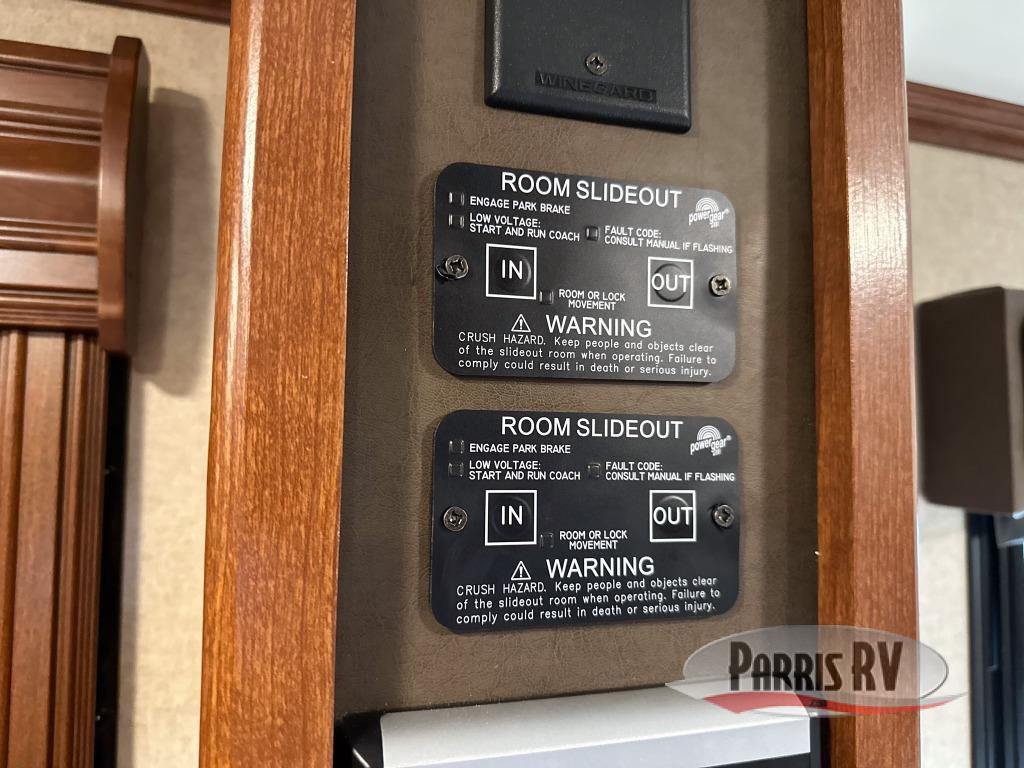 WINEGARD
ROOM SLIDEOUT
ENGAGE PARK BRAKE
powergear®
LOW VOLTAGE:
START AND RUN COACH
FAULT CODE:
CONSULT MANUAL IF FLASHING
IN
OUT
ROOM OR LOCK
MOVEMENT
WARNING
CRUSH HAZARD. Keep people and objects clear
of the slideout room when operating. Failure to
comply could result in death or serious injury.
ROOM SLIDEOUT
ENGAGE PARK BRAKE
powergear®
LOW VOLTAGE:
START AND RUN COACH
FAULT CODE:
CONSULT MANUAL IF FLASHING
IN
OUT
ROOM OR LOCK
MOVEMENT
WARNING
CRUSH HAZARD. Keep people and objects clear
of the slideout room when operating. Failure to
comply could result in death or serious injury.
PARRIS RV
.com